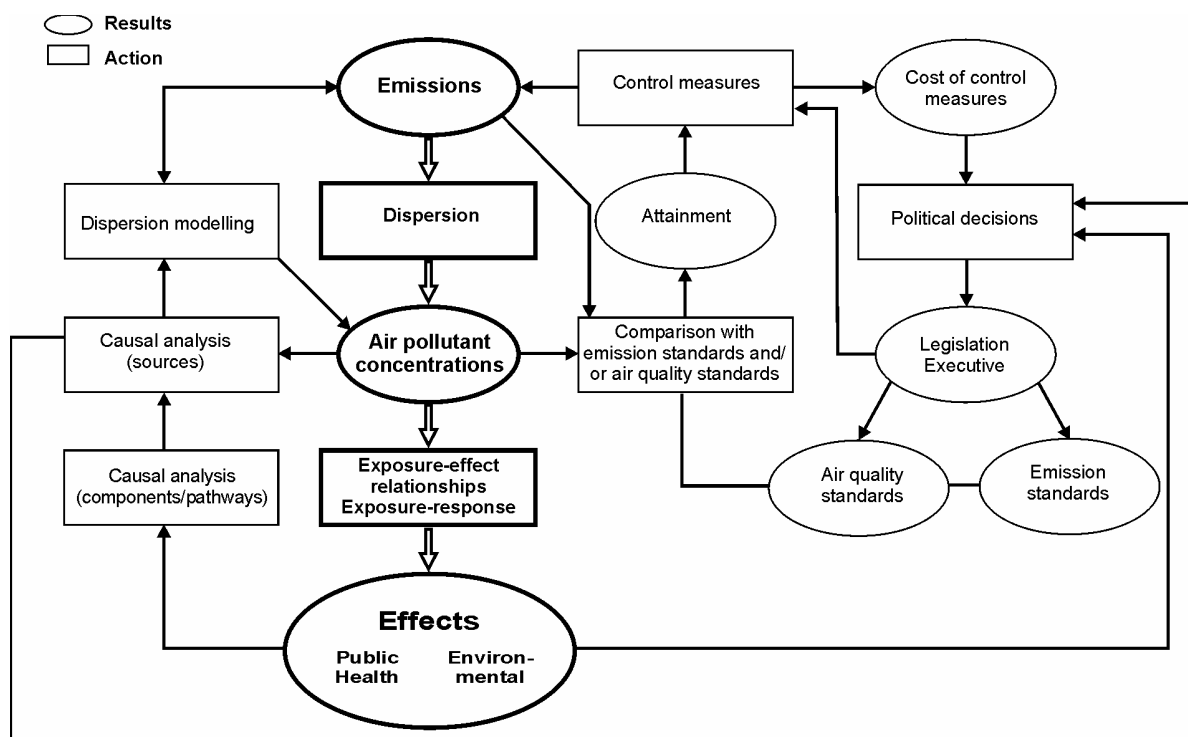 Results
Action
Emissions
Control measures
Cost of control
measures
Dispersion modelling
Dispersion
Attainment
Political decisions
Causal analysis
(sources)
Air pollutant
concentrations
Comparison with
emission standards and/
or air quality standards
Legislation
Executive
Causal analysis
(components/pathways)
Exposure-effect
relationships
Exposure-response
Air quality
standards
Emission
standards
Effects
Public
Health
Environ-
mental